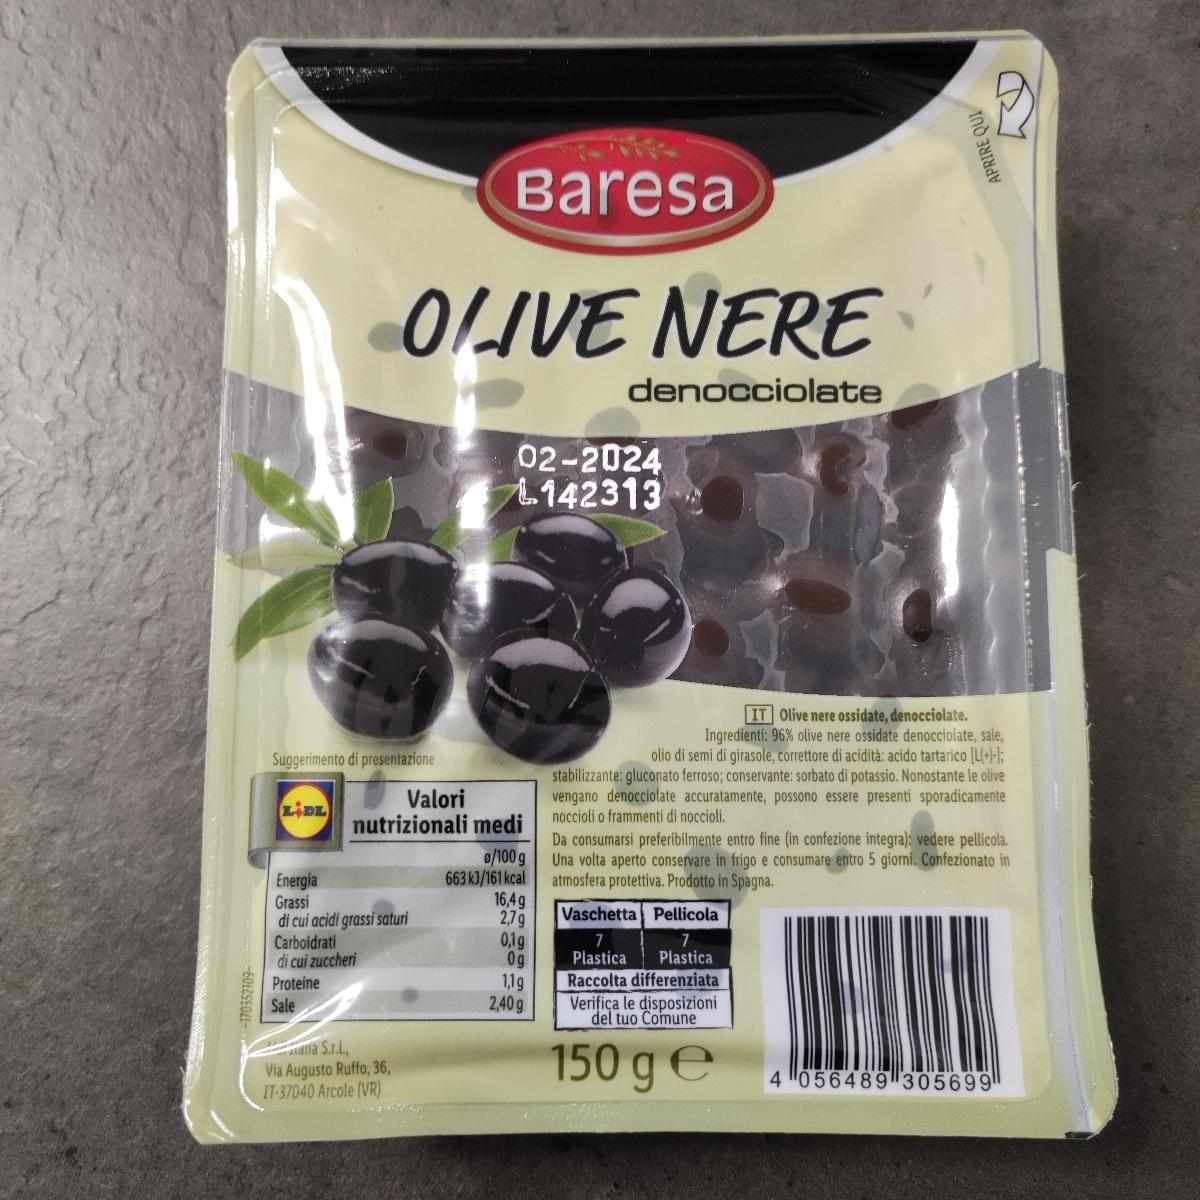 APRIRE QUI
Baresa
OLIVE NERE
denocciolate
02-2024
L142313
IT Olive nere ossidate, denocciolate.
Ingredienti: 96% olive nere ossidate denocciolate, sale,
olio di semi di girasole, correttore di acidità: acido tartarico [L(+)-];
stabilizzante: gluconato ferroso; conservante: sorbato di potassio. Nonostante le olive
vengano denocciolate accuratamente, possono essere presenti sporadicamente
noccioli o frammenti di noccioli.
Da consumarsi preferibilmente entro fine (in confezione integra): vedere pellicola.
Una volta aperto conservare in frigo e consumare entro 5 giorni. Confezionato in
atmosfera protettiva. Prodotto in Spagna.
Suggerimento di presentazione
LIDL
Valori
nutrizionali medi
ø/100 g
Energia 663 kJ/161 kcal
Grassi 16,4 g
di cui acidi grassi saturi 2,7 g
Carboidrati 0,1 g
di cui zuccheri 0 g
Proteine 1,1 g
Sale 2,40 g
-170352109-
Vaschetta Pellicola
7 7
Plastica Plastica
Raccolta differenziata
Verifica le disposizioni
del tuo Comune
Italia S.r.l.,
Via Augusto Ruffo, 36,
IT-37040 Arcole (VR)
150 g ℮
4 056489 305699